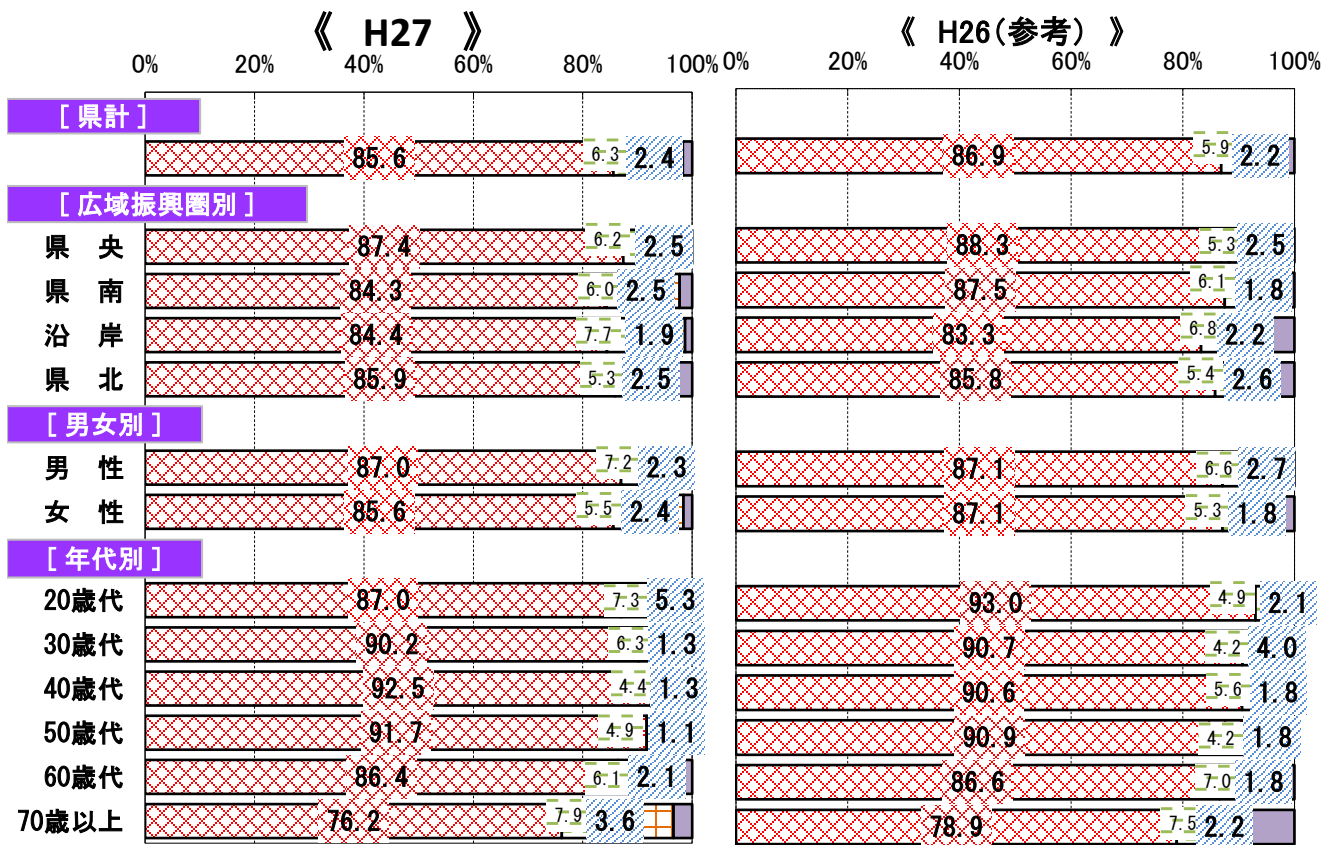 《 H27 》 《 H26(参考) 》
0% 20% 40% 60% 80% 100% 0% 20% 40% 60% 80% 100%
[ 県計 ]
85.6 6.3 2.4 86.9 5.9 2.2
[ 広域振興圏別 ]
県 央 87.4 6.2 2.5 88.3 5.3 2.5
県 南 84.3 6.0 2.5 87.5 6.1 1.8
沿 岸 84.4 7.7 1.9 83.3 6.8 2.2
県 北 85.9 5.3 2.5 85.8 5.4 2.6
[ 男女別 ]
男 性 87.0 7.2 2.3 87.1 6.6 2.7
女 性 85.6 5.5 2.4 87.1 5.3 1.8
[ 年代別 ]
20歳代 87.0 7.3 5.3 93.0 4.9 2.1
30歳代 90.2 6.3 1.3 90.7 4.2 4.0
40歳代 92.5 4.4 1.3 90.6 5.6 1.8
50歳代 91.7 4.9 1.1 90.9 4.2 1.8
60歳代 86.4 6.1 2.1 86.6 7.0 1.8
70歳以上 76.2 7.9 3.6 78.9 7.5 2.2